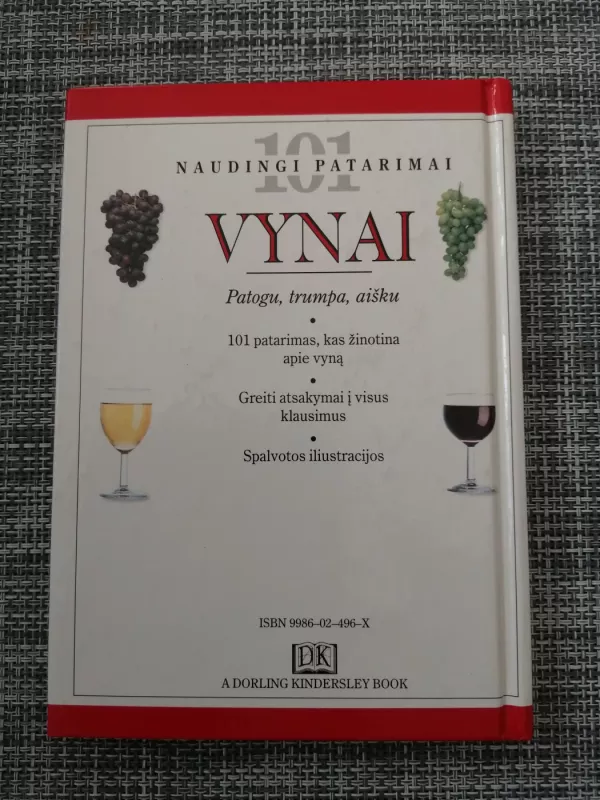 101
NAUDINGI PATARIMAI
VYNAI
Patogu, trumpa, aišku
•
101 patarimas, kas žinotina
apie vyną
•
Greiti atsakymai į visus
klausimus
•
Spalvotos iliustracijos
ISBN 9986–02–496–X
DK
A DORLING KINDERSLEY BOOK